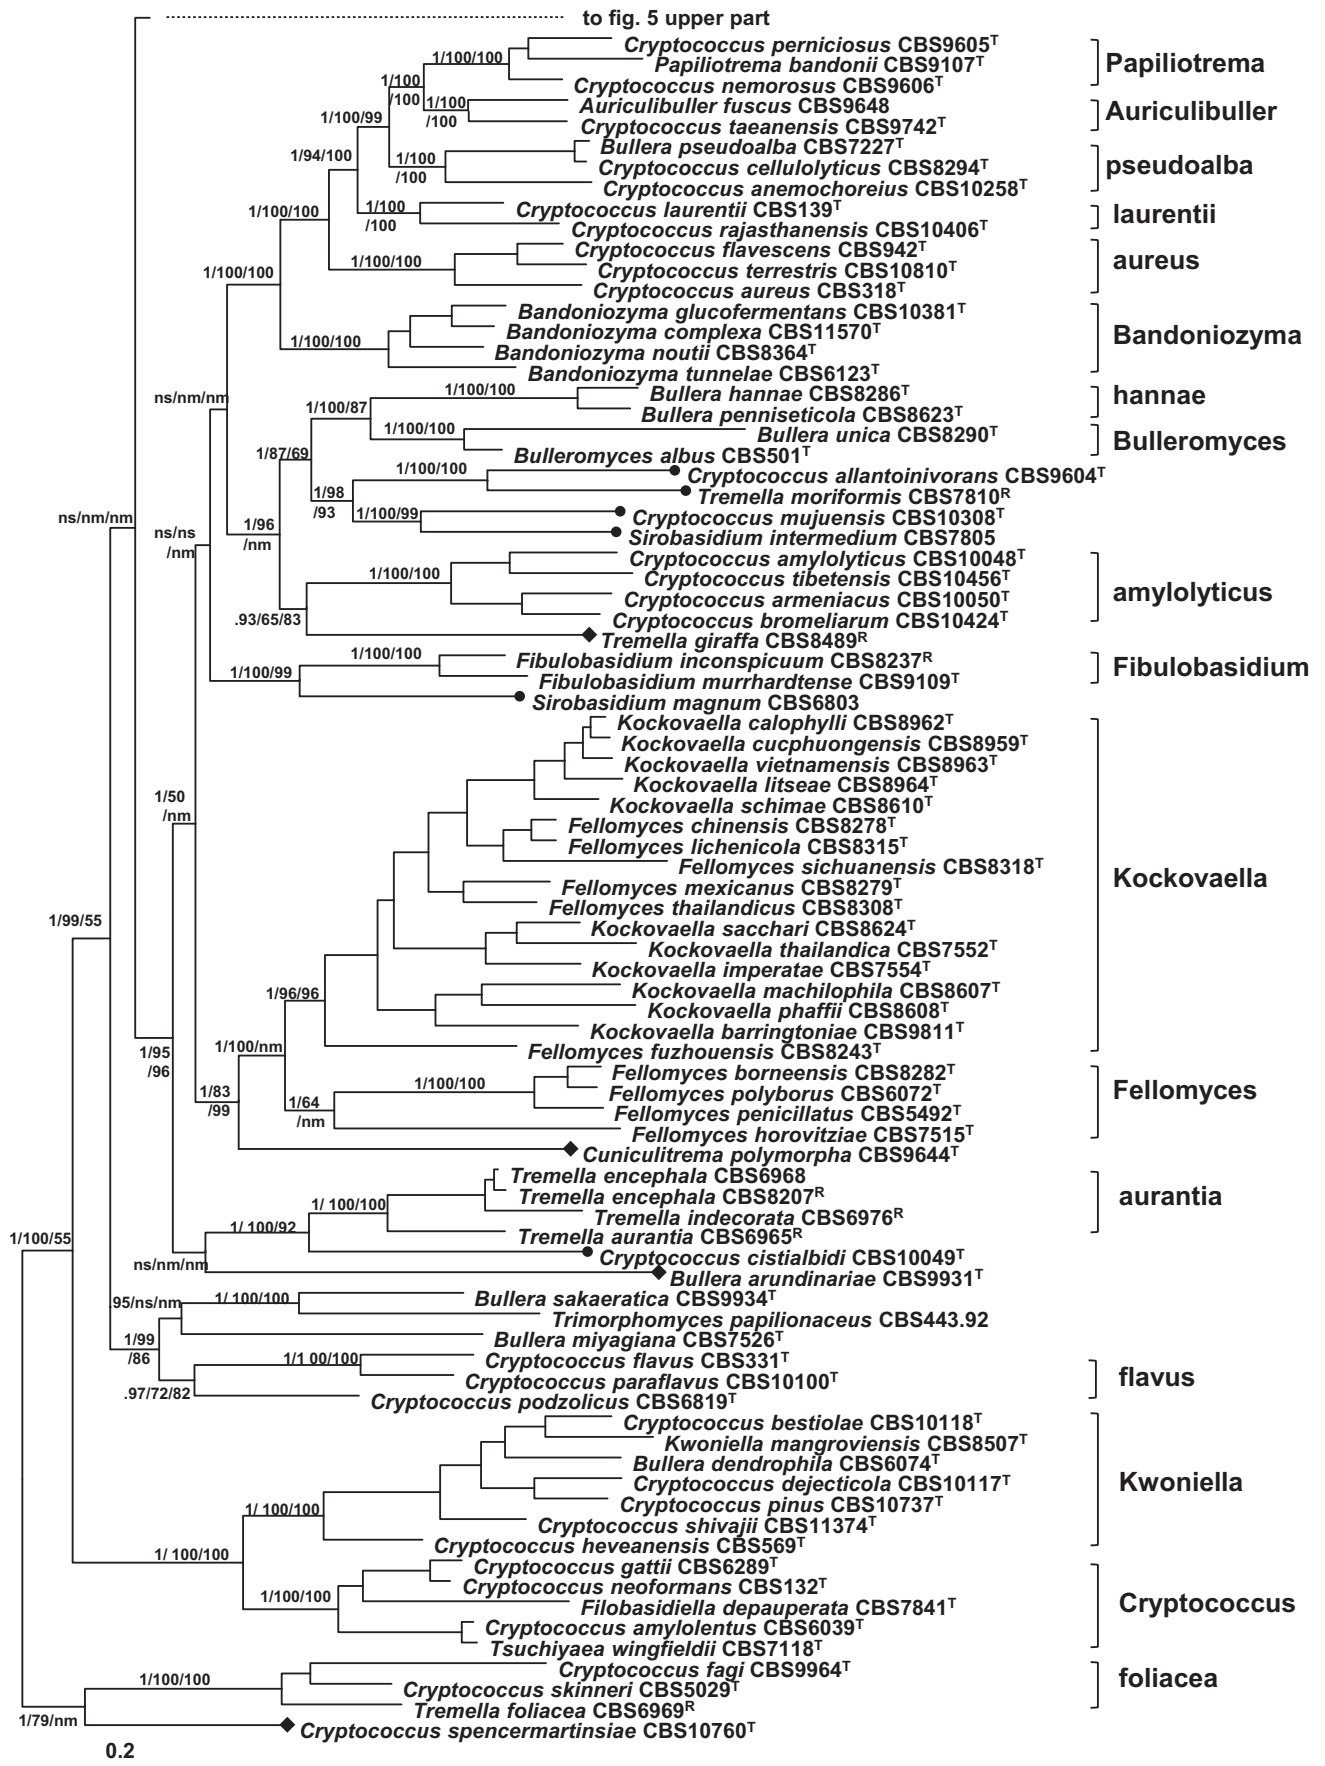 to fig. 5 upper part
Cryptococcus perniciosus CBS9605T
Papiliotrema bandonii CBS9107T
1/100/100
Papiliotrema
Cryptococcus nemorosus CBS9606T
1/100
/100
Auriculibuller fuscus CBS9648
1/100
/100
Auriculibuller
Cryptococcus taeanensis CBS9742T
1/100/99
Bullera pseudoalba CBS7227T
Cryptococcus cellulolyticus CBS8294T
1/94/100
1/100
/100
pseudoalba
Cryptococcus anemochoreius CBS10258T
Cryptococcus laurentii CBS139T
1/100/100
1/100
/100
laurentii
Cryptococcus rajasthanensis CBS10406T
Cryptococcus flavescens CBS942T
1/100/100
1/100/100
aureus
Cryptococcus terrestris CBS10810T
Cryptococcus aureus CBS318T
Bandoniozyma glucofermentans CBS10381T
Bandoniozyma complexa CBS11570T
1/100/100
Bandoniozyma
Bandoniozyma noutii CBS8364T
Bandoniozyma tunnelae CBS6123T
ns/nm/nm
1/100/100
Bullera hannae CBS8286T
hannae
1/100/87
Bullera penniseticola CBS8623T
1/100/100
Bullera unica CBS8290T
Bulleromyces
1/87/69
Bulleromyces albus CBS501T
1/100/100
Cryptococcus allantoinivorans CBS9604T
1/98
/93
Tremella moriformis CBS7810R
ns/nm/nm
1/100/99
Cryptococcus mujuensis CBS10308T
ns/ns
/nm
1/96
/nm
Sirobasidium intermedium CBS7805
Cryptococcus amylolyticus CBS10048T
1/100/100
Cryptococcus tibetensis CBS10456T
amylolyticus
Cryptococcus armeniacus CBS10050T
.93/65/83
Cryptococcus bromeliarum CBS10424T
Tremella giraffa CBS8489R
1/100/100
Fibulobasidium inconspicuum CBS8237R
1/100/99
Fibulobasidium
Fibulobasidium murrhardtense CBS9109T
Sirobasidium magnum CBS6803
Kockovaella calophylli CBS8962T
Kockovaella cucphuongensis CBS8959T
Kockovaella vietnamensis CBS8963T
Kockovaella litseae CBS8964T
1/50
/nm
Kockovaella schimae CBS8610T
Fellomyces chinensis CBS8278T
Fellomyces lichenicola CBS8315T
Fellomyces sichuanensis CBS8318T
Kockovaella
Fellomyces mexicanus CBS8279T
Fellomyces thailandicus CBS8308T
1/99/55
Kockovaella sacchari CBS8624T
Kockovaella thailandica CBS7552T
Kockovaella imperatae CBS7554T
1/96/96
Kockovaella machilophila CBS8607T
Kockovaella phaffii CBS8608T
Kockovaella barringtoniae CBS9811T
1/100/nm
Fellomyces fuzhouensis CBS8243T
1/95
/96
Fellomyces borneensis CBS8282T
1/100/100
1/83
/99
Fellomyces polyborus CBS6072T
Fellomyces
1/64
/nm
Fellomyces penicillatus CBS5492T
Fellomyces horovitziae CBS7515T
Cuniculitrema polymorpha CBS9644T
Tremella encephala CBS6968
Tremella encephala CBS8207R
aurantia
1/ 100/100
Tremella indecorata CBS6976R
1/ 100/92
Tremella aurantia CBS6965R
1/100/55
Cryptococcus cistialbidi CBS10049T
ns/nm/nm
Bullera arundinariae CBS9931T
.95/ns/nm
1/ 100/100
Bullera sakaeratica CBS9934T
Trimorphomyces papilionaceus CBS443.92
1/99
/86
Bullera miyagiana CBS7526T
1/1 00/100
Cryptococcus flavus CBS331T
flavus
Cryptococcus paraflavus CBS10100T
.97/72/82
Cryptococcus podzolicus CBS6819T
Cryptococcus bestiolae CBS10118T
Kwoniella mangroviensis CBS8507T
Bullera dendrophila CBS6074T
Cryptococcus dejecticola CBS10117T
Kwoniella
Cryptococcus pinus CBS10737T
1/ 100/100
Cryptococcus shivajii CBS11374T
Cryptococcus heveanensis CBS569T
1/ 100/100
Cryptococcus gattii CBS6289T
Cryptococcus neoformans CBS132T
1/100/100
Filobasidiella depauperata CBS7841T
Cryptococcus
Cryptococcus amylolentus CBS6039T
Tsuchiyaea wingfieldii CBS7118T
Cryptococcus fagi CBS9964T
1/100/100
foliacea
Cryptococcus skinneri CBS5029T
Tremella foliacea CBS6969R
1/79/nm
Cryptococcus spencermartinsiae CBS10760T
0.2